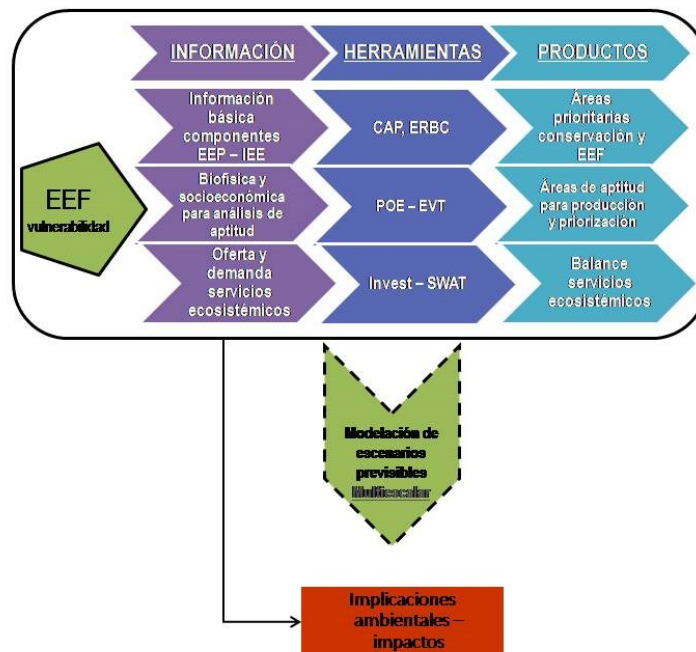 INFORMACIÓN
HERRAMIENTAS
PRODUCTOS
EEF
vulnerabilidad
Información
básica
componentes
EEP – IEE
CAP, ERBC
Áreas
prioritarias
conservación y
EEF
Biofisica y
socioeconómica
para análisis de
aptitud
POE – EVT
Áreas de aptitud
para producción
y priorización
Oferta y
demanda
servicios
ecosistémicos
Invest – SWAT
Balance
servicios
ecosistémicos
Modelación de
escenarios
previsibles
Multiescalar
Implicaciones
ambientales –
impactos